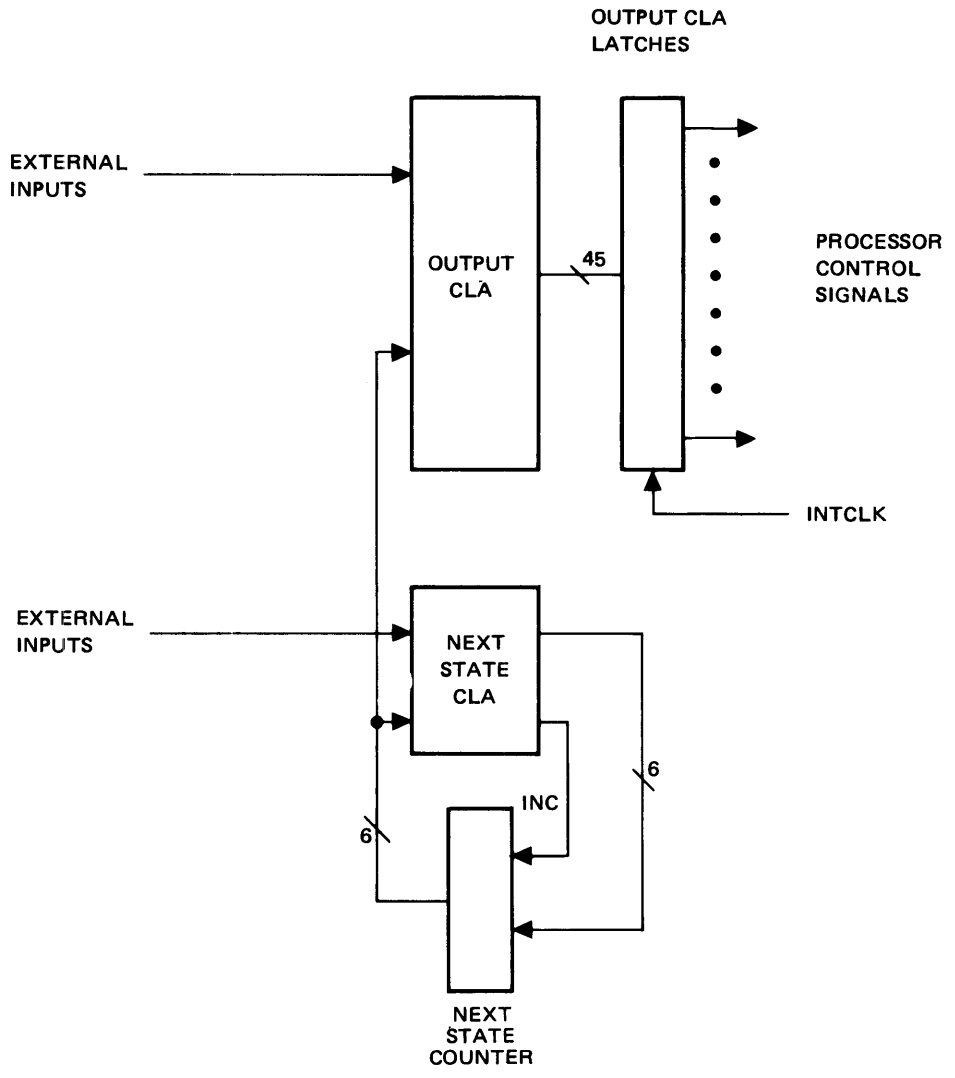 OUTPUT CLA
LATCHES
EXTERNAL
INPUTS
OUTPUT
CLA
45
PROCESSOR
CONTROL
SIGNALS
INTCLK
EXTERNAL
INPUTS
NEXT
STATE
CLA
6
INC
6
NEXT
STATE
COUNTER